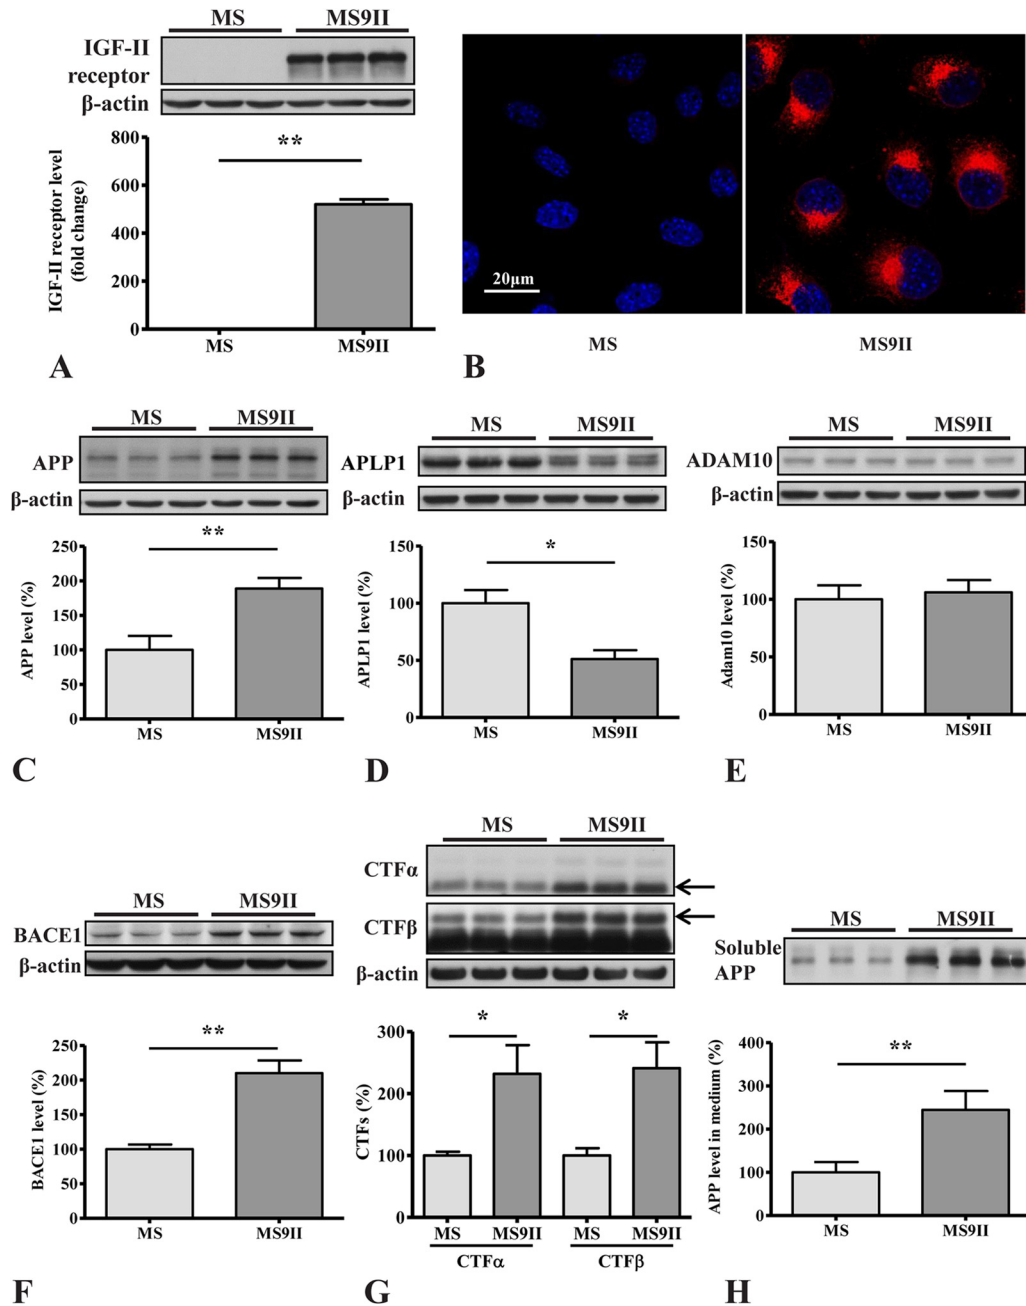 MS MS9II
IGF-II
receptor
β-actin
**
IGF-II receptor level
(fold change)
800
600
400
200
0
MS MS9II
A
20μm
MS MS9II
B
MS MS9II
APP
β-actin
**
APP level (%)
250
200
150
100
50
0
MS MS9II
C
MS MS9II
APLP1
β-actin
*
APLP1 level (%)
150
100
50
0
MS MS9II
D
MS MS9II
ADAM10
β-actin
Adam10 level (%)
150
100
50
0
MS MS9II
E
MS MS9II
BACE1
β-actin
**
BACE1 level (%)
250
200
150
100
50
0
MS MS9II
F
MS MS9II
CTFα
CTFβ
β-actin
* *
CTFs (%)
300
200
100
0
MS MS9II MS MS9II
CTFα CTFβ
G
MS MS9II
Soluble
APP
**
APP level in medium (%)
400
300
200
100
0
MS MS9II
H